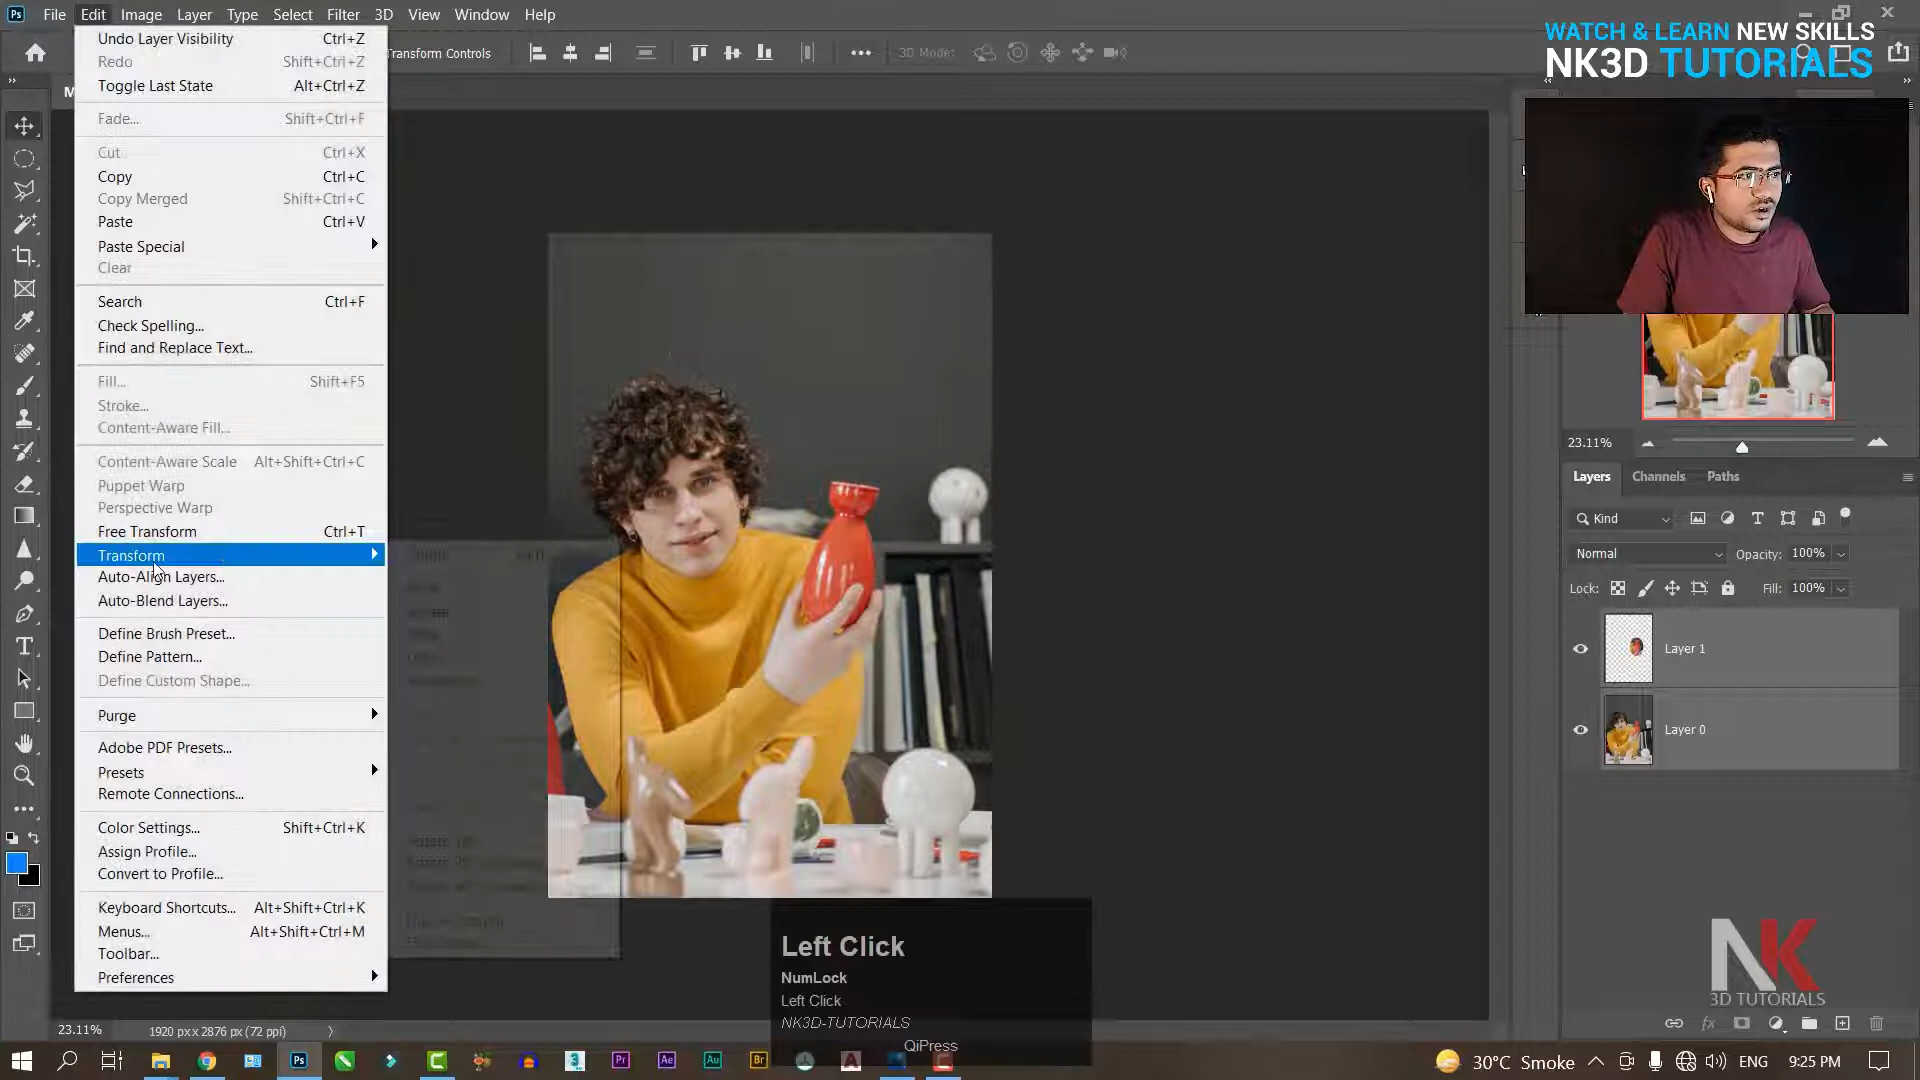 File Edit Image Layer Type Select Filter 3D View Window Help
Undo Layer Visibility Ctrl+Z
Redo Shift+Ctrl+Z
Toggle Last State Alt+Ctrl+Z
Fade... Shift+Ctrl+F
Cut Ctrl+X
Copy Ctrl+C
Copy Merged Shift+Ctrl+C
Paste Ctrl+V
Paste Special
Clear
Search Ctrl+F
Check Spelling...
Find and Replace Text...
Fill... Shift+F5
Stroke...
Content-Aware Fill...
Content-Aware Scale Alt+Shift+Ctrl+C
Puppet Warp
Perspective Warp
Free Transform Ctrl+T
Transform
Auto-Align Layers...
Auto-Blend Layers...
Define Brush Preset...
Define Pattern...
Define Custom Shape...
Purge
Adobe PDF Presets...
Presets
Remote Connections...
Color Settings... Shift+Ctrl+K
Assign Profile...
Convert to Profile...
Keyboard Shortcuts... Alt+Shift+Ctrl+K
Menus... Alt+Shift+Ctrl+M
Toolbar...
Preferences
Transform Controls
3D Mode:
WATCH & LEARN NEW SKILLS
NK3D TUTORIALS
23.11%
Layers Channels Paths
Kind
Normal Opacity: 100%
Lock: Fill: 100%
Layer 1
Layer 0
Left Click
NumLock
Left Click
NK3D-TUTORIALS
QiPress
NK
3D TUTORIALS
fx
23.11% 1920 px x 2876 px (72 ppi)
Ps Pr Ae Au Br
30°C Smoke ENG 9:25 PM